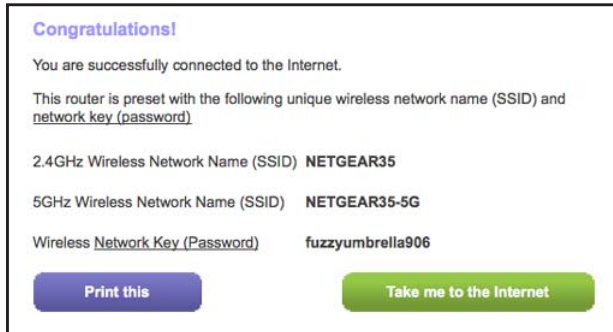 Congratulations!
You are successfully connected to the Internet.
This router is preset with the following unique wireless network name (SSID) and
network key (password)
2.4GHz Wireless Network Name (SSID) NETGEAR35
5GHz Wireless Network Name (SSID) NETGEAR35-5G
Wireless Network Key (Password) fuzzyumbrella906
Print this Take me to the Internet